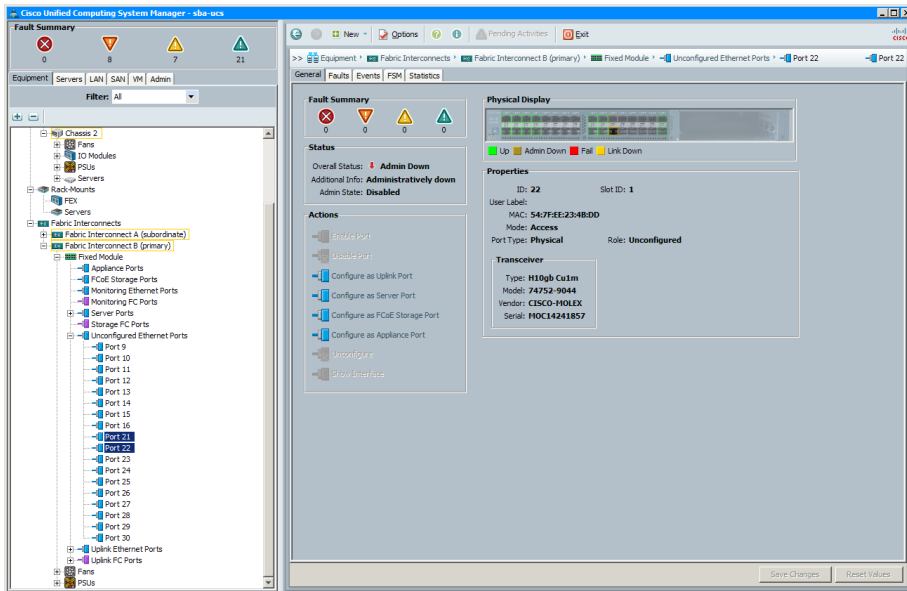 Cisco Unified Computing System Manager - sba-ucs
Fault Summary
0 8 7 21
Equipment Servers LAN SAN VM Admin
Filter: All
Chassis 2
Fans
IO Modules
PSUs
Servers
Rack-Mounts
FEX
Servers
Fabric Interconnects
Fabric Interconnect A (subordinate)
Fabric Interconnect B (primary)
Fixed Module
Appliance Ports
FCoE Storage Ports
Monitoring Ethernet Ports
Monitoring FC Ports
Server Ports
Storage FC Ports
Unconfigured Ethernet Ports
Port 9
Port 10
Port 11
Port 12
Port 13
Port 14
Port 15
Port 16
Port 21
Port 22
Port 23
Port 24
Port 25
Port 26
Port 27
Port 28
Port 29
Port 30
Uplink Ethernet Ports
Uplink FC Ports
Fans
PSUs
New Options Pending Activities Exit
cisc
>> Equipment Fabric Interconnects Fabric Interconnect B (primary) Fixed Module Unconfigured Ethernet Ports Port 22 Port 22
General Faults Events FSM Statistics
Fault Summary
0 0 0 0
Status
Overall Status: Admin Down
Additional Info: Administratively down
Admin State: Disabled
Actions
Enable Port
Disable Port
Configure as Uplink Port
Configure as Server Port
Configure as FCoE Storage Port
Configure as Appliance Port
Unconfigure
Show Interface
Physical Display
Up Admin Down Fail Link Down
Properties
ID: 22 Slot ID: 1
User Label:
MAC: 54:7F:EE:23:4B:DD
Mode: Access
Port Type: Physical Role: Unconfigured
Transceiver
Type: H10gb Cu1m
Model: 74752-9044
Vendor: CISCO-MOLEX
Serial: MOC14241857
Save Changes Reset Values